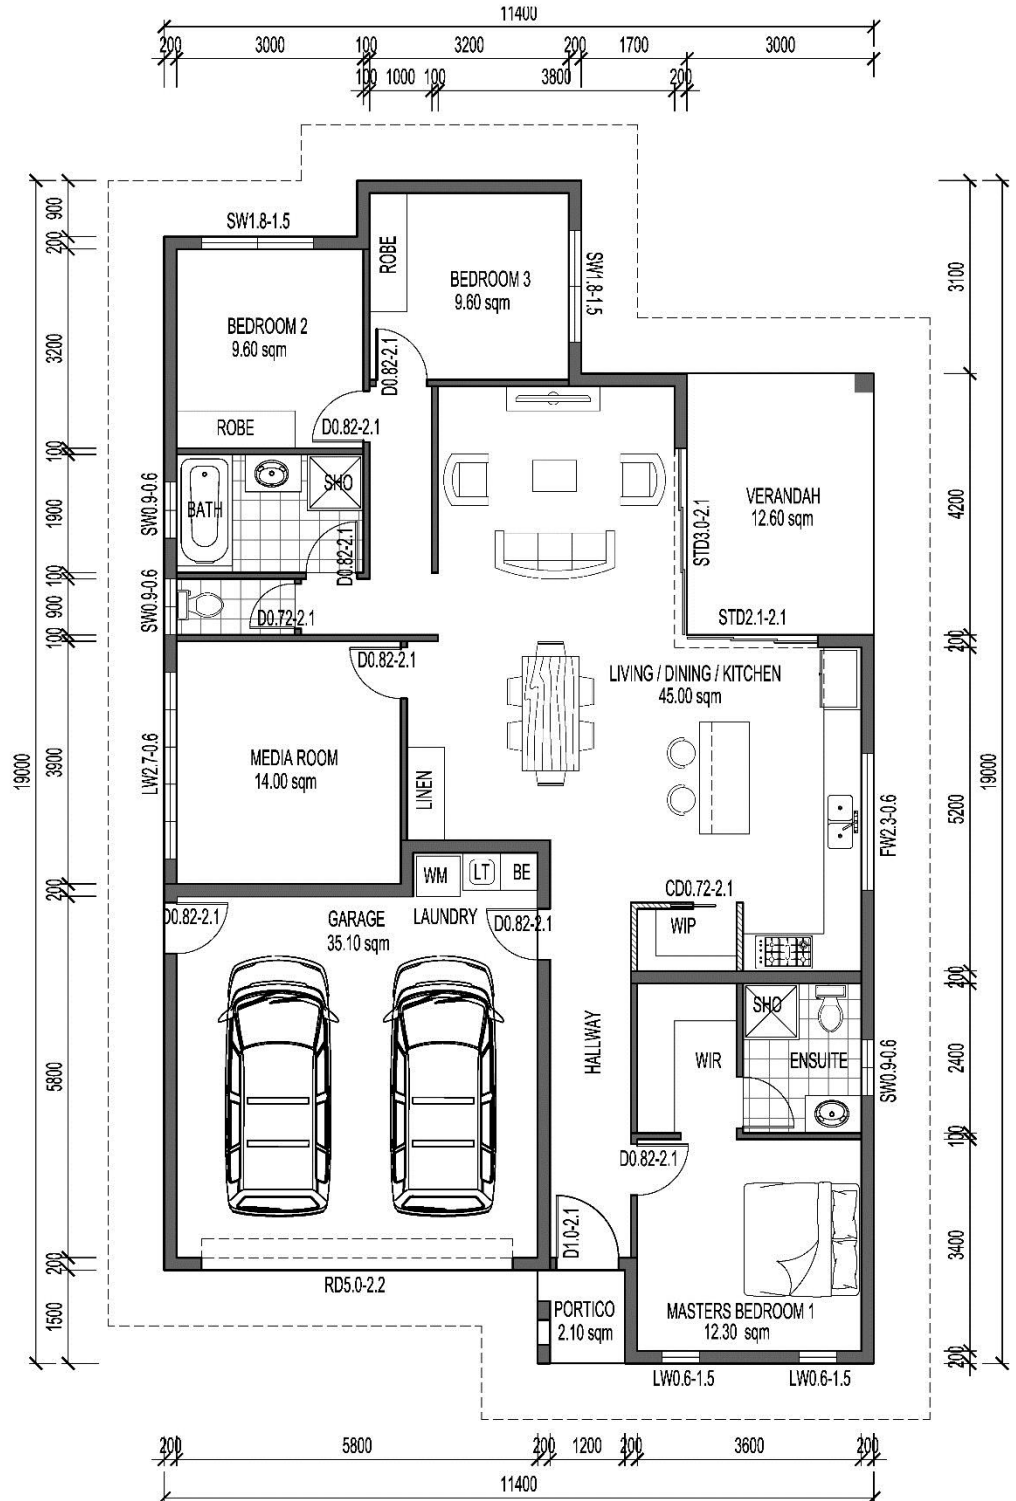 11400
200 3000 100 3200 200 1700 3000
100 1000 100 3800 200
900
200
3200
100
1900
100
900
100
3900
200
5800
200
1500
19000
3100
4200
200
5200
200
2400
100
3400
200
19000
SW1.8-1.5
ROBE
BEDROOM 3
9.60 sqm
SW1.8-1.5
BEDROOM 2
9.60 sqm
D0.82-2.1
ROBE
D0.82-2.1
SW0.9-0.6
BATH
SHO
D0.82-2.1
STD3.0-2.1
VERANDAH
12.60 sqm
SW0.9-0.6
D0.72-2.1
STD2.1-2.1
D0.82-2.1
LIVING / DINING / KITCHEN
45.00 sqm
LW2.7-0.6
MEDIA ROOM
14.00 sqm
LINEN
FW2.3-0.6
WM
LT
BE
CD0.72-2.1
D0.82-2.1
GARAGE
35.10 sqm
LAUNDRY
D0.82-2.1
WIP
SHO
HALLWAY
WIR
ENSUITE
SW0.9-0.6
D0.82-2.1
D1.0-2.1
RD5.0-2.2
PORTICO
2.10 sqm
MASTERS BEDROOM 1
12.30 sqm
LW0.6-1.5
LW0.6-1.5
200 5800 200 1200 200 3600 200
11400